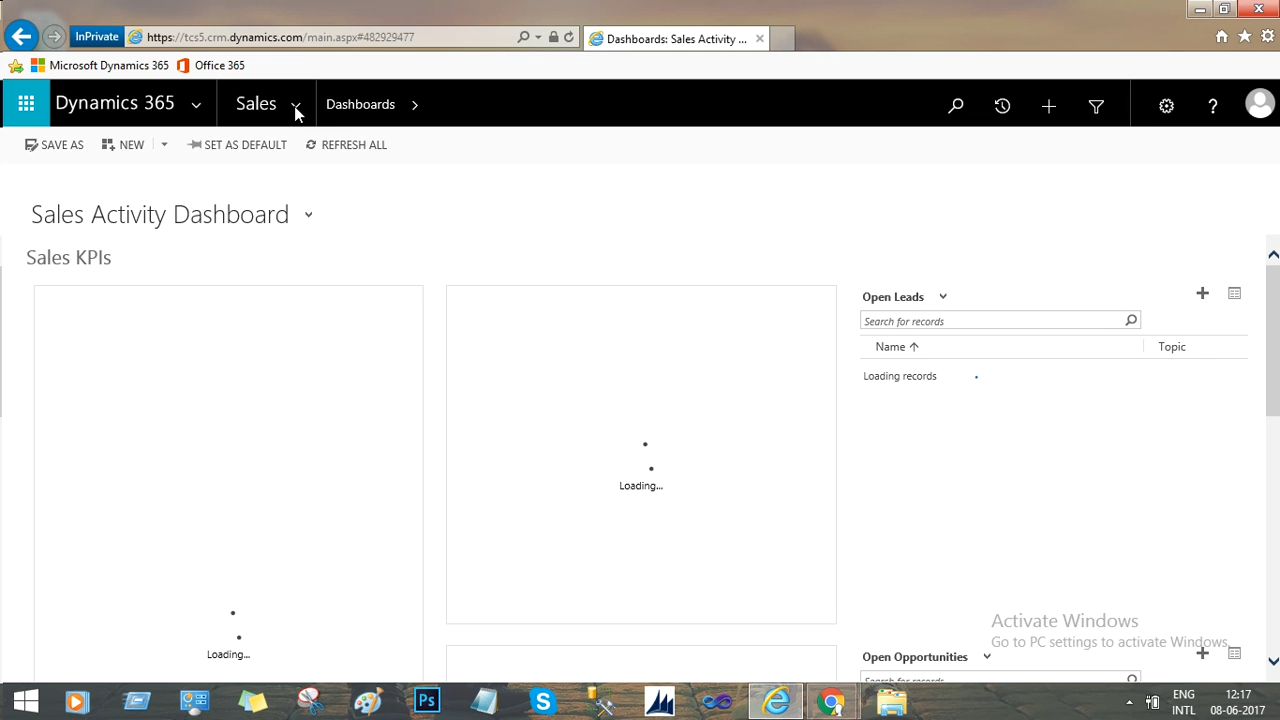 InPrivate
https://tcs5.crm.dynamics.com/main.aspx#482929477
Dashboards: Sales Activity ...
Microsoft Dynamics 365
Office 365
Dynamics 365
Sales
Dashboards
SAVE AS
NEW
SET AS DEFAULT
REFRESH ALL
Sales Activity Dashboard
Sales KPIs
Open Leads
Search for records
Name
Topic
Loading records
Loading...
Loading...
Activate Windows
Go to PC settings to activate Windows.
Open Opportunities
Ps
ENG
INTL
12:17
08-06-2017